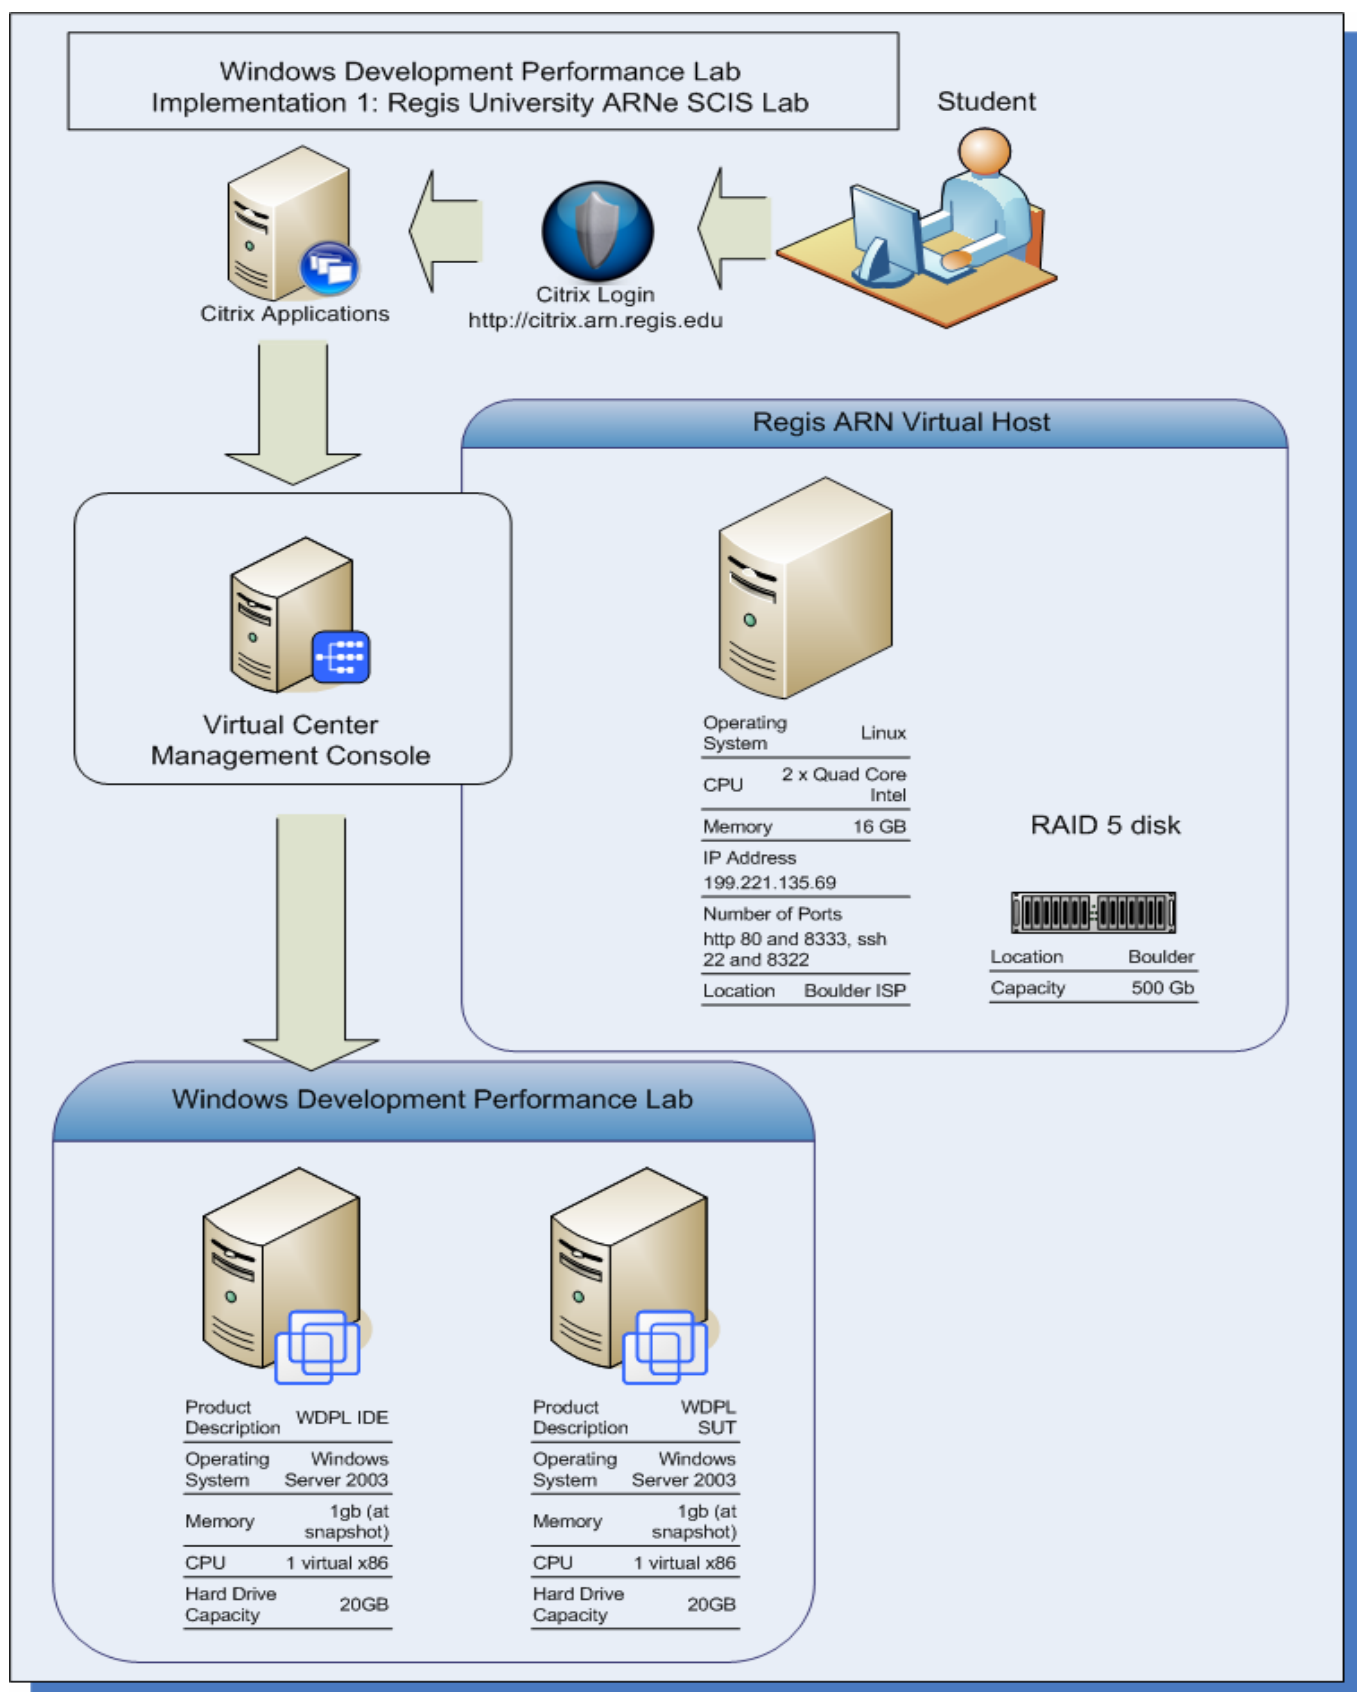 Windows Development Performance Lab
Implementation 1: Regis University ARNe SCIS Lab
Student
Citrix Applications
Citrix Login
http://citrix.arn.regis.edu
Regis ARN Virtual Host
Virtual Center
Management Console
Operating
System Linux
CPU 2 x Quad Core
Intel
Memory 16 GB
IP Address
199.221.135.69
Number of Ports
http 80 and 8333, ssh
22 and 8322
Location Boulder ISP
RAID 5 disk
Location Boulder
Capacity 500 Gb
Windows Development Performance Lab
Product
Description WDPL IDE
Operating Windows
System Server 2003
Memory 1gb (at
snapshot)
CPU 1 virtual x86
Hard Drive
Capacity 20GB
Product WDPL
Description SUT
Operating Windows
System Server 2003
Memory 1gb (at
snapshot)
CPU 1 virtual x86
Hard Drive
Capacity 20GB